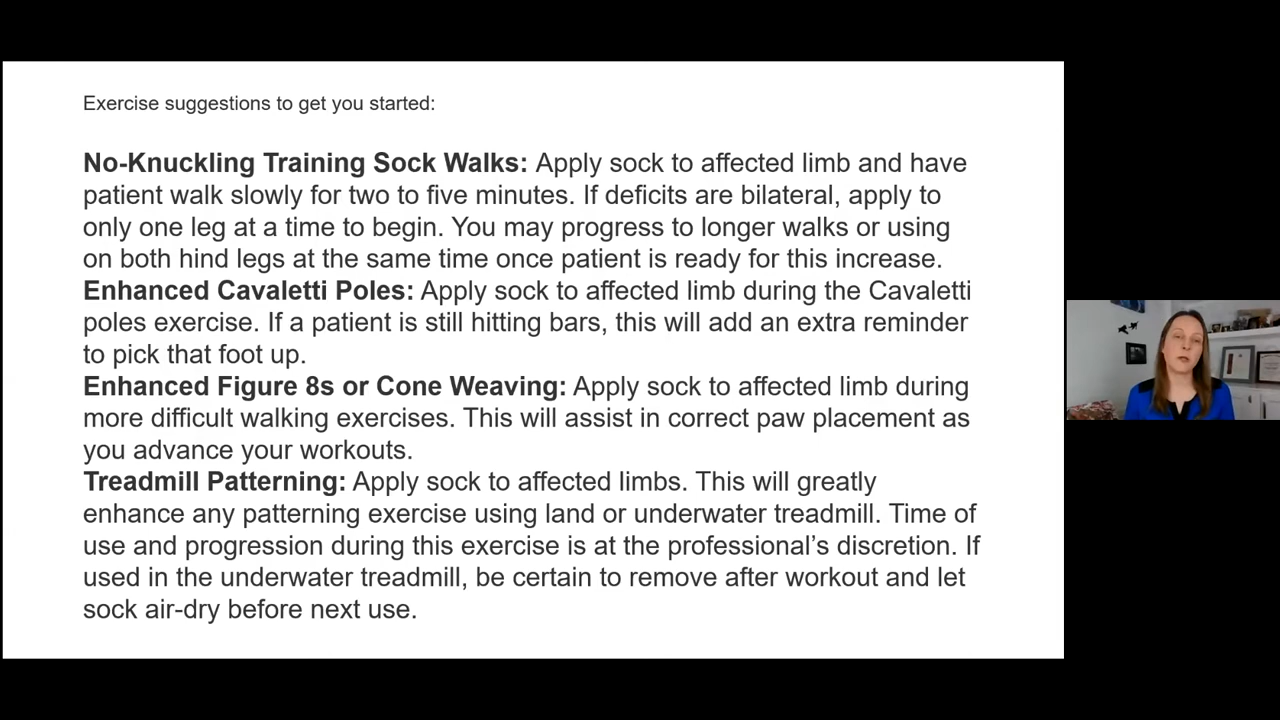 Exercise suggestions to get you started:
No-Knuckling Training Sock Walks: Apply sock to affected limb and have
patient walk slowly for two to five minutes. If deficits are bilateral, apply to
only one leg at a time to begin. You may progress to longer walks or using
on both hind legs at the same time once patient is ready for this increase.
Enhanced Cavaletti Poles: Apply sock to affected limb during the Cavaletti
poles exercise. If a patient is still hitting bars, this will add an extra reminder
to pick that foot up.
Enhanced Figure 8s or Cone Weaving: Apply sock to affected limb during
more difficult walking exercises. This will assist in correct paw placement as
you advance your workouts.
Treadmill Patterning: Apply sock to affected limbs. This will greatly
enhance any patterning exercise using land or underwater treadmill. Time of
use and progression during this exercise is at the professional’s discretion. If
used in the underwater treadmill, be certain to remove after workout and let
sock air-dry before next use.